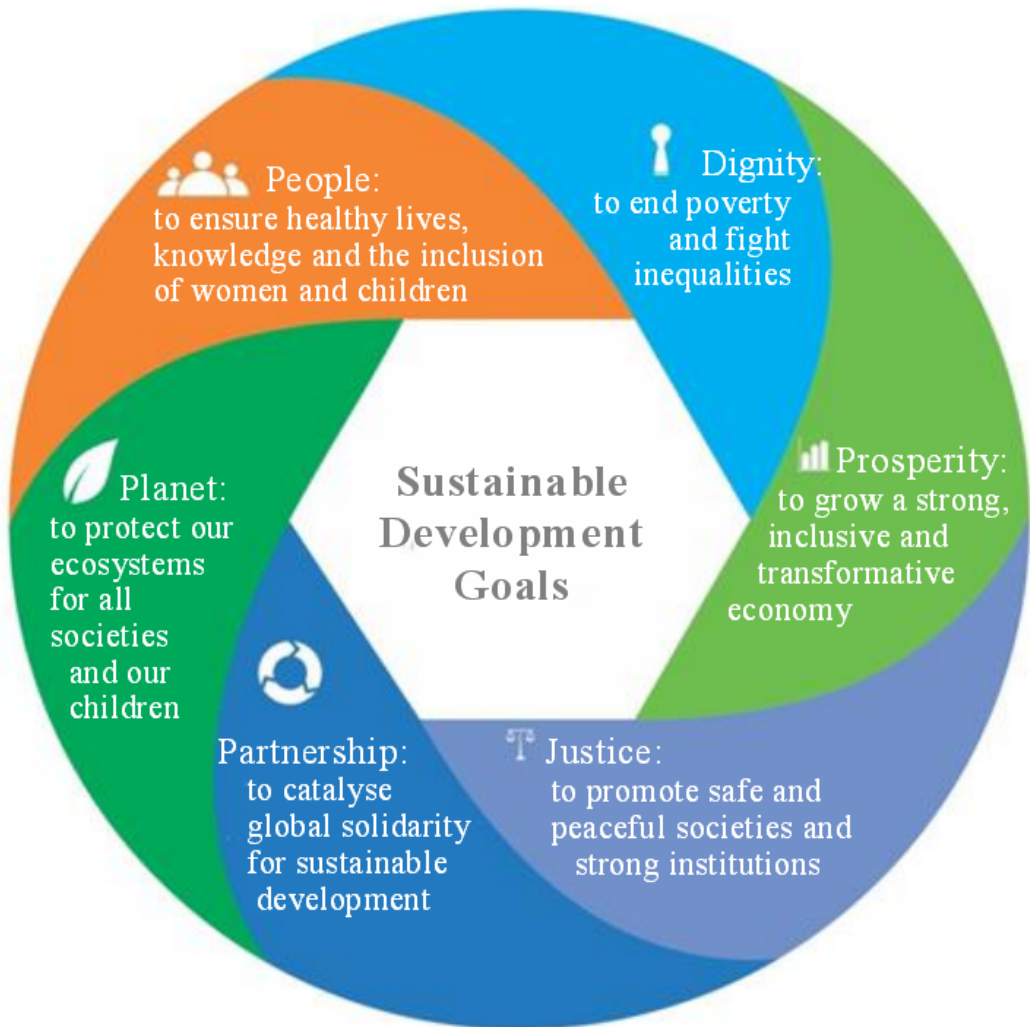 People:
to ensure healthy lives,
knowledge and the inclusion
of women and children
Dignity:
to end poverty
and fight
inequalities
Prosperity:
to grow a strong,
inclusive and
transformative
economy
Justice:
to promote safe and
peaceful societies and
strong institutions
Partnership:
to catalyse
global solidarity
for sustainable
development
Planet:
to protect our
ecosystems
for all
societies
and our
children
Sustainable
Development
Goals